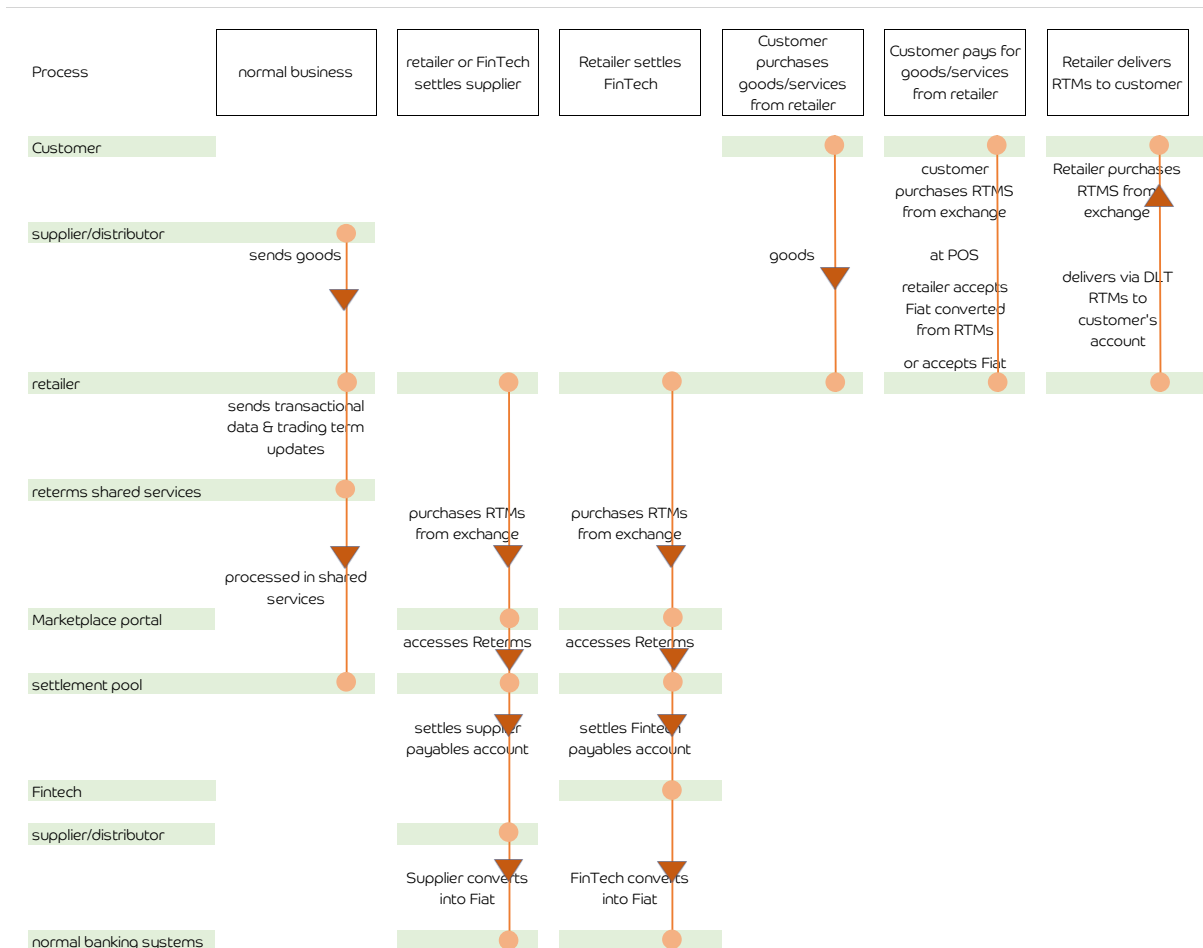 Process
normal business
retailer or FinTech
settles supplier
Retailer settles
FinTech
Customer
purchases
goods/services
from retailer
Customer pays for
goods/services
from retailer
Retailer delivers
RTMs to customer
Customer
customer
purchases RTMS
from exchange
Retailer purchases
RTMS from
exchange
supplier/distributor
sends goods
goods
at POS
retailer accepts
Fiat converted
from RTMs
or accepts Fiat
delivers via DLT
RTMs to
customer's
account
retailer
sends transactional
data & trading term
updates
reterms shared services
purchases RTMs
from exchange
purchases RTMs
from exchange
processed in shared
services
Marketplace portal
accesses Reterms
accesses Reterms
settlement pool
settles supplier
payables account
settles Fintech
payables account
Fintech
supplier/distributor
Supplier converts
into Fiat
FinTech converts
into Fiat
normal banking systems